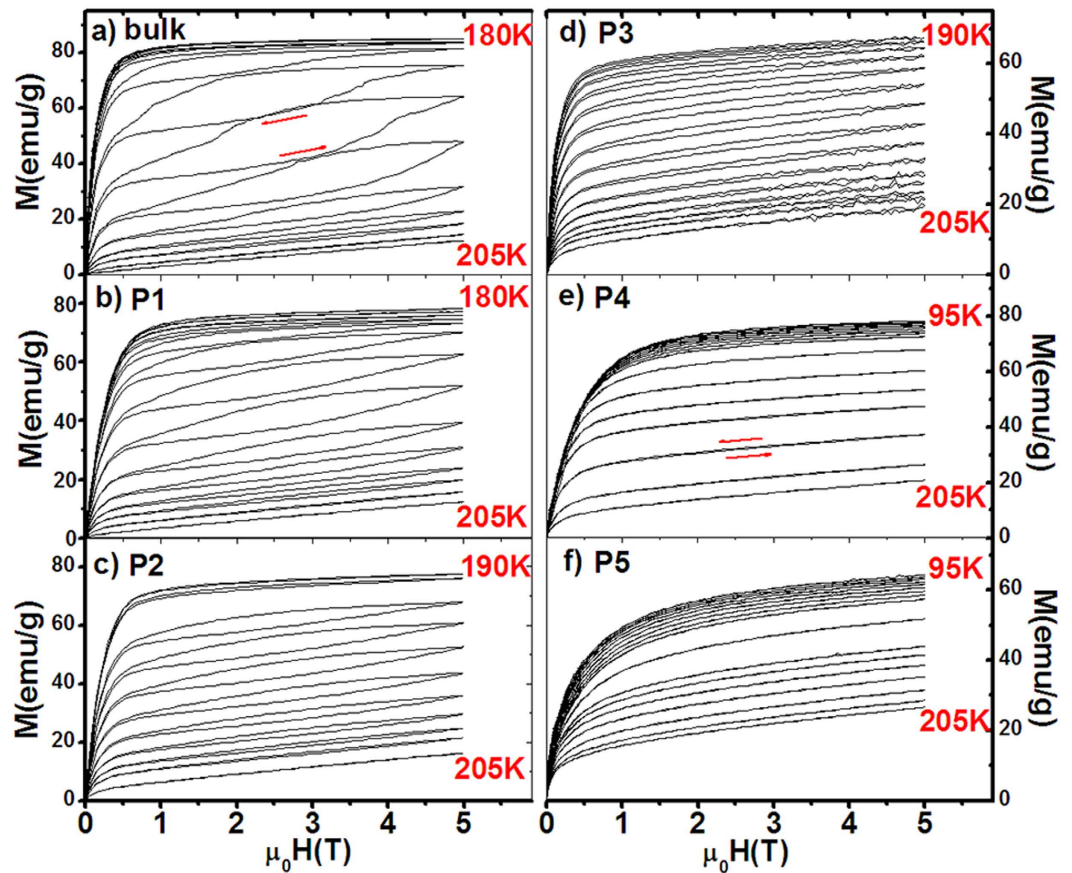 a) bulk
180K
80
60
40
20
0
M(emu/g)
205K
b) P1
180K
80
60
40
20
0
M(emu/g)
205K
c) P2
190K
80
60
40
20
0
M(emu/g)
205K
0 1 2 3 4 5
μ₀H(T)
d) P3
190K
60
40
20
0
M(emu/g)
205K
e) P4
95K
80
60
40
20
0
M(emu/g)
205K
f) P5
95K
60
40
20
0
M(emu/g)
205K
0 1 2 3 4 5
μ₀H(T)